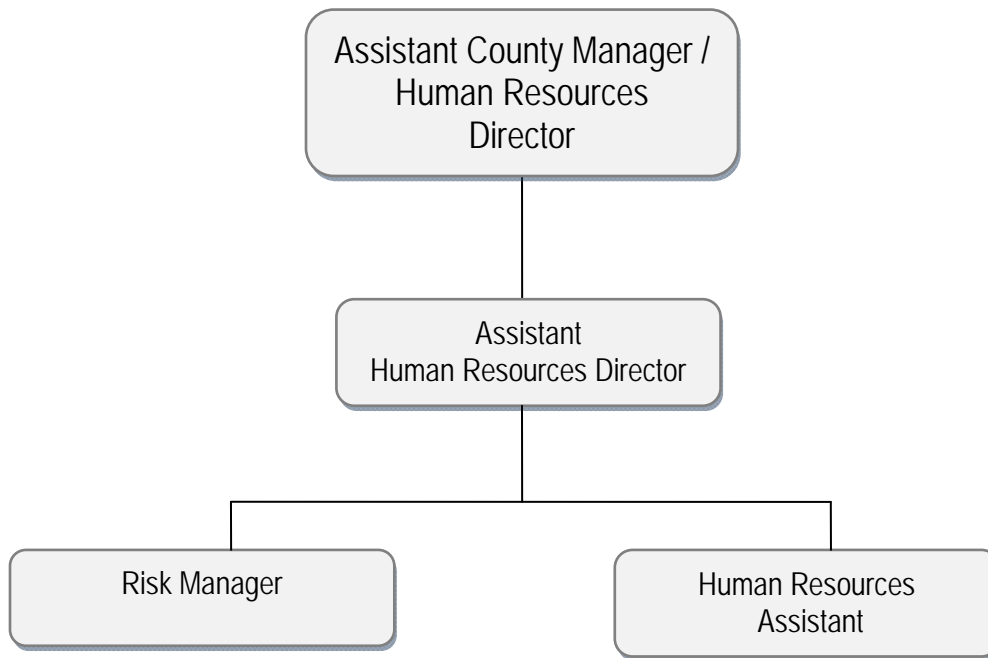 Assistant County Manager /
Human Resources
Director
Assistant
Human Resources Director
Risk Manager
Human Resources
Assistant